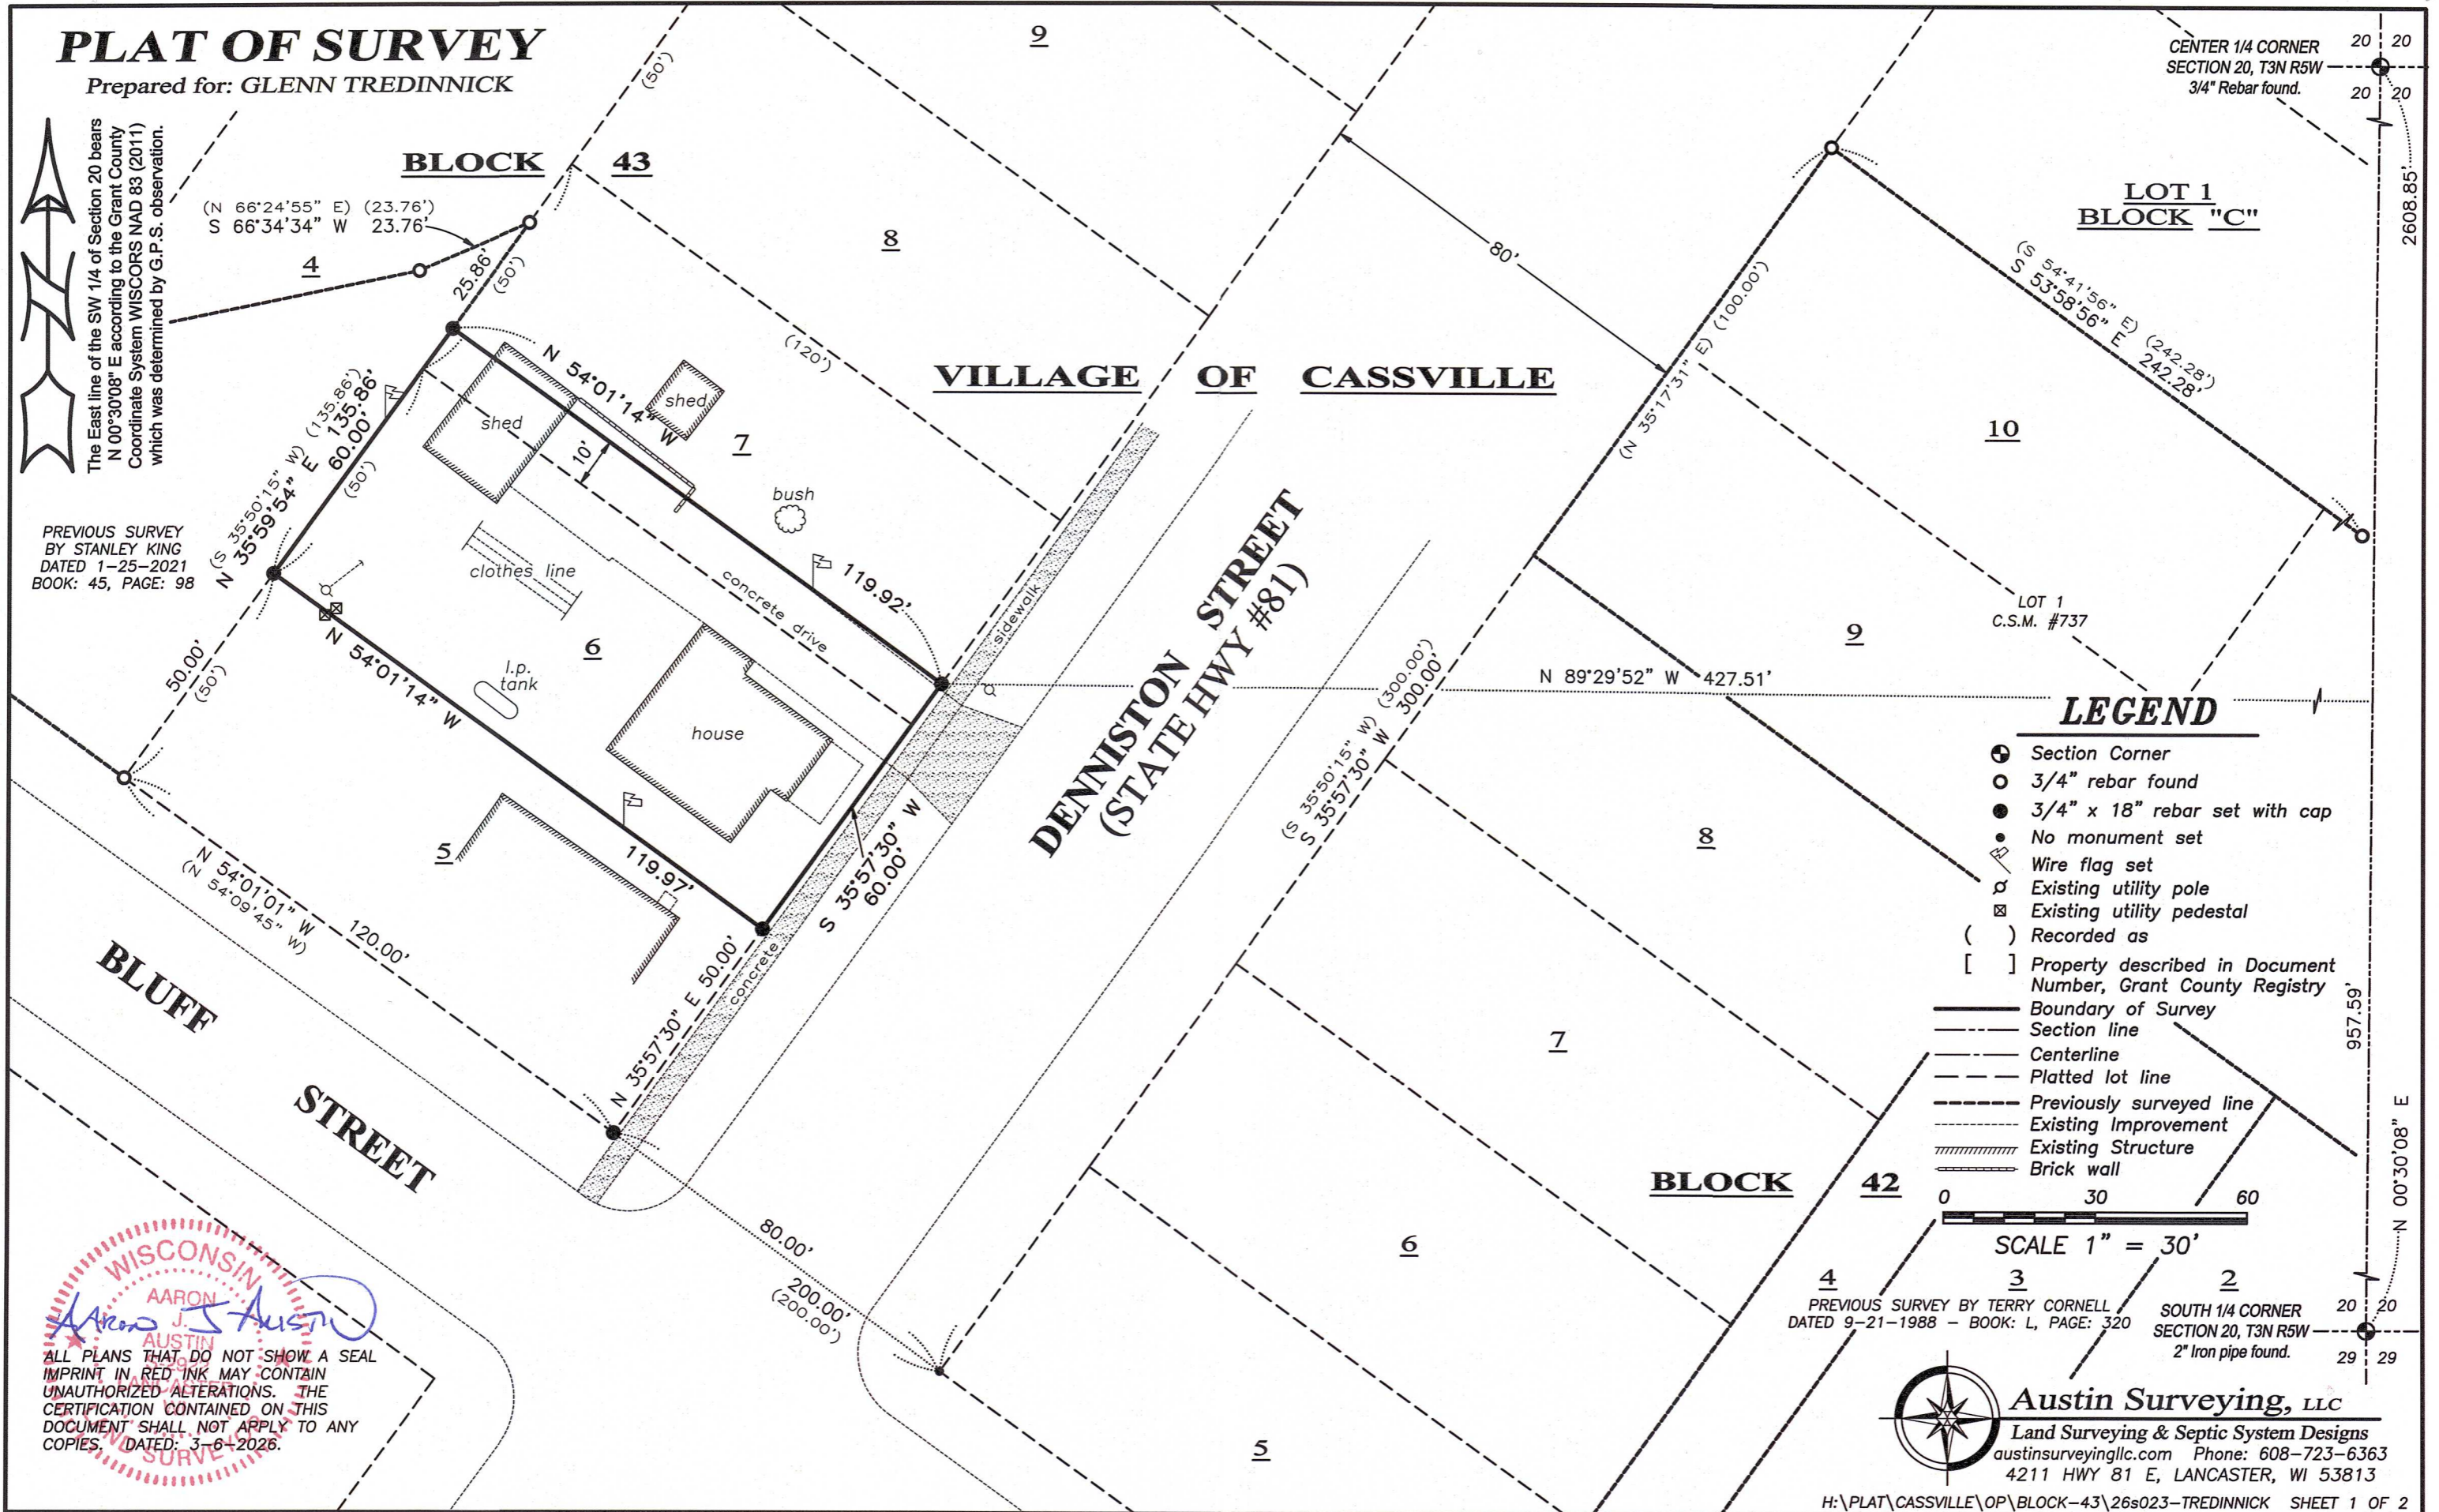 PLAT OF SURVEY
Prepared for: GLENN TREDINNICK
The East line of the SW 1/4 of Section 20 bears
N 00°30'08" E according to the Grant County
Coordinate System WISCORS NAD 83 (2011)
which was determined by G.P.S. observation.
N
BLOCK 43
(N 66°24'55" E) (23.76')
S 66°34'34" W 23.76'
4
25.86'
(50')
(50')
9
8
(120')
7
N 54°01'14" W
119.92'
shed
shed
10'
bush
(S 35°50'15" W) (135.86')
N 35°59'54" E 135.86'
60.00'
(50')
PREVIOUS SURVEY
BY STANLEY KING
DATED 1-25-2021
BOOK: 45, PAGE: 98
clothes line
concrete drive
6
l.p.
tank
house
sidewalk
N 54°01'14" W
119.97'
50.00'
(50')
5
N 54°01'01" W 120.00'
(N 54°09'45" W)
S 35°57'30" W
60.00'
N 35°57'30" E 50.00'
concrete
BLUFF STREET
80.00'
200.00'
(200.00')
VILLAGE OF CASSVILLE
80'
DENNISTON STREET
(STATE HWY #81)
(N 35°17'31" E) (100.00')
(S 35°50'15" W) (300.00')
S 35°57'30" W 300.00'
N 89°29'52" W 427.51'
LOT 1
BLOCK "C"
(S 54°41'56" E) (242.28')
S 53°58'56" E 242.28'
10
LOT 1
C.S.M. #737
9
8
7
6
5
BLOCK 42
4
3
2
PREVIOUS SURVEY BY TERRY CORNELL
DATED 9-21-1988 - BOOK: L, PAGE: 320
CENTER 1/4 CORNER
SECTION 20, T3N R5W
3/4" Rebar found.
20 20
20 20
2608.85'
957.59'
N 00°30'08" E
SOUTH 1/4 CORNER
SECTION 20, T3N R5W
2" Iron pipe found.
20 20
29 29
LEGEND
Section Corner
3/4" rebar found
3/4" x 18" rebar set with cap
No monument set
Wire flag set
Existing utility pole
Existing utility pedestal
( ) Recorded as
[ ] Property described in Document
Number, Grant County Registry
Boundary of Survey
Section line
Centerline
Platted lot line
Previously surveyed line
Existing Improvement
Existing Structure
Brick wall
0 30 60
SCALE 1" = 30'
WISCONSIN
AARON
J.
AUSTIN
LANCASTER
LAND SURVEYOR
Aaron J Austin
ALL PLANS THAT DO NOT SHOW A SEAL
IMPRINT IN RED INK MAY CONTAIN
UNAUTHORIZED ALTERATIONS. THE
CERTIFICATION CONTAINED ON THIS
DOCUMENT SHALL NOT APPLY TO ANY
COPIES. DATED: 3-6-2026.
Austin Surveying, LLC
Land Surveying & Septic System Designs
austinsurveyingllc.com Phone: 608-723-6363
4211 HWY 81 E, LANCASTER, WI 53813
H:\PLAT\CASSVILLE\OP\BLOCK-43\26s023-TREDINNICK SHEET 1 OF 2